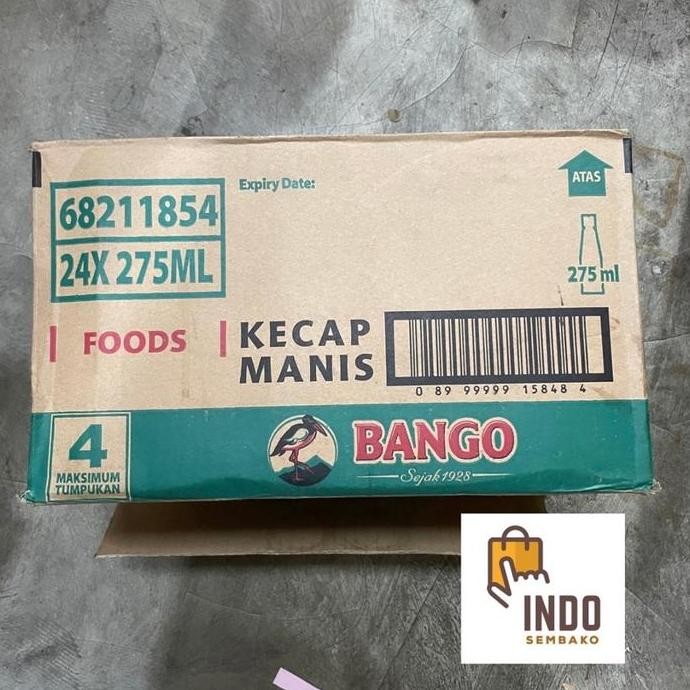 Expiry Date:
ATAS
68211854
24X 275ML
275 ml
FOODS
KECAP
MANIS
0 89 99999 15848 4
4
MAKSIMUM
TUMPUKAN
BANGO
Sejak 1928
INDO
SEMBAKO